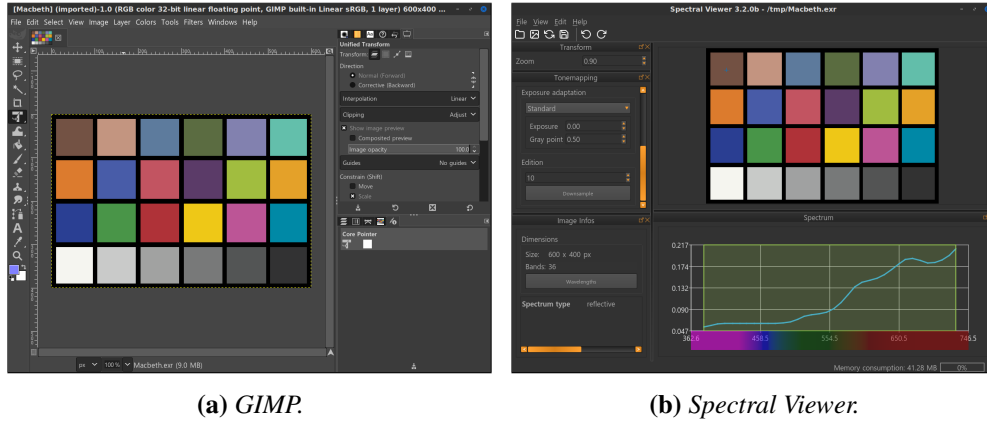 [Macbeth] (imported)-1.0 (RGB color 32-bit linear floating point, GIMP built-in Linear sRGB, 1 layer) 600x400 ...
File Edit Select View Image Layer Colors Tools Filters Windows Help
Unified Transform
Transform:
Direction
Normal (Forward)
Corrective (Backward)
Interpolation Linear
Clipping Adjust
Show image preview
Composited preview
Image opacity 100.0
Guides No guides
Constrain (Shift)
Move
Scale
Core Pointer
px 100 % Macbeth.exr (9.0 MB)
(a) GIMP.
Spectral Viewer 3.2.0b - /tmp/Macbeth.exr
File View Edit Help
Transform
Zoom 0.90
Tonemapping
Exposure adaptation
Standard
Exposure 0.00
Gray point 0.50
Edition
10
Downsample
Image Infos
Dimensions
Size: 600 x 400 px
Bands: 36
Wavelengths
Spectrum type reflective
Spectrum
0.217
0.174
0.132
0.090
0.047
362.6 458.5 554.5 650.5 746.5
Memory consumption: 41.28 MB 0%
(b) Spectral Viewer.